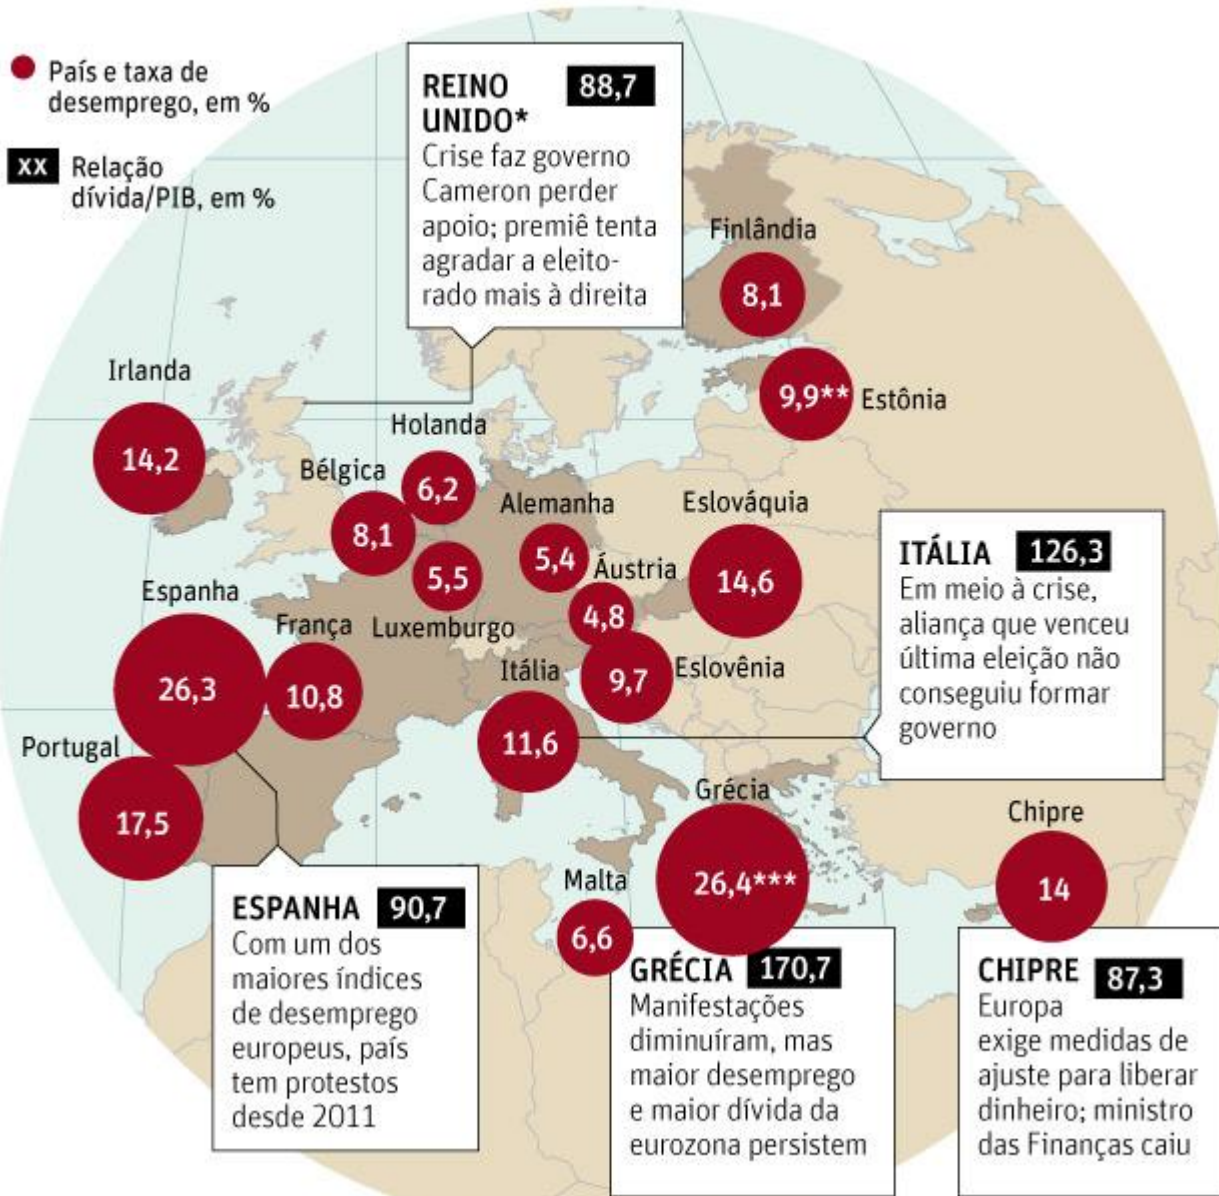 País e taxa de
desemprego, em %
xx Relação
dívida/PIB, em %
REINO 88,7
UNIDO*
Crise faz governo
Cameron perder
apoio; premiê tenta
agradar a eleito-
rado mais à direita
Finlândia
8,1
9,9** Estônia
Irlanda
14,2
Holanda
6,2
Bélgica
8,1
Alemanha
5,4
5,5
Luxemburgo
Áustria
4,8
Eslováquia
14,6
Espanha
26,3
França
10,8
Itália
11,6
9,7 Eslovênia
ITÁLIA 126,3
Em meio à crise,
aliança que venceu
última eleição não
conseguiu formar
governo
Portugal
17,5
Grécia
26,4***
Chipre
14
Malta
6,6
ESPANHA 90,7
Com um dos
maiores índices
de desemprego
europeus, país
tem protestos
desde 2011
GRÉCIA 170,7
Manifestações
diminuíram, mas
maior desemprego
e maior dívida da
eurozona persistem
CHIPRE 87,3
Europa
exige medidas de
ajuste para liberar
dinheiro; ministro
das Finanças caiu